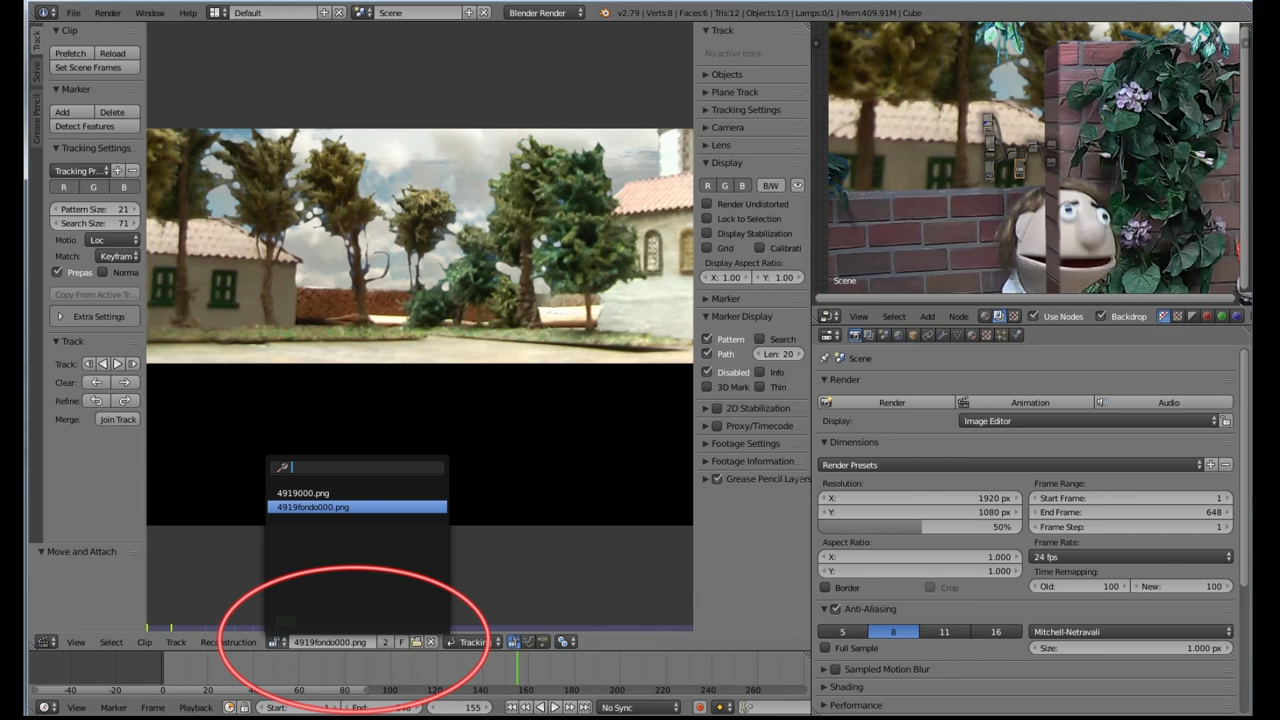 File Render Window Help Default Scene Blender Render v2.79 | Verts:8 | Faces:6 | Tris:12 | Objects:1/3 | Lamps:0/1 | Mem:409.91M | Cube
Track
Solve
Grease Pencil
Clip
Prefetch Reload
Set Scene Frames
Marker
Add Delete
Detect Features
Tracking Settings
Tracking Pr...
R G B
Pattern Size: 21
Search Size: 71
Motio Loc
Match: Keyfram
Prepas Norma
Copy From Active Tr...
Extra Settings
Track
Track:
Clear:
Refine:
Merge: Join Track
Move and Attach
4919000.png
4919fondo000.png
Track
No active track
Objects
Plane Track
Tracking Settings
Camera
Lens
Display
R G B B/W
Render Undistorted
Lock to Selection
Display Stabilization
Grid Calibrati
Display Aspect Ratio:
X: 1.00 Y: 1.00
Marker
Marker Display
Pattern Search
Path Len: 20
Disabled Info
3D Mark Thin
2D Stabilization
Proxy/Timecode
Footage Settings
Footage Information
Grease Pencil Layers
View Select Clip Track Reconstruction 4919fondo000.png 2 F Tracking
-40 -20 0 20 80 100 120 140 160 180 200 220 240 260
View Marker Frame Playback Start: 1 End: 155 No Sync
Scene
View Select Add Node Use Nodes Backdrop
Scene
Render
Render Animation Audio
Display: Image Editor
Dimensions
Render Presets
Resolution: Frame Range:
X: 1920 px Start Frame: 1
Y: 1080 px End Frame: 648
50% Frame Step: 1
Aspect Ratio: Frame Rate:
X: 1.000 24 fps
Y: 1.000 Time Remapping:
Border Crop Old: 100 New: 100
Anti-Aliasing
5 8 11 16 Mitchell-Netravali
Full Sample Size: 1.000 px
Sampled Motion Blur
Shading
Performance